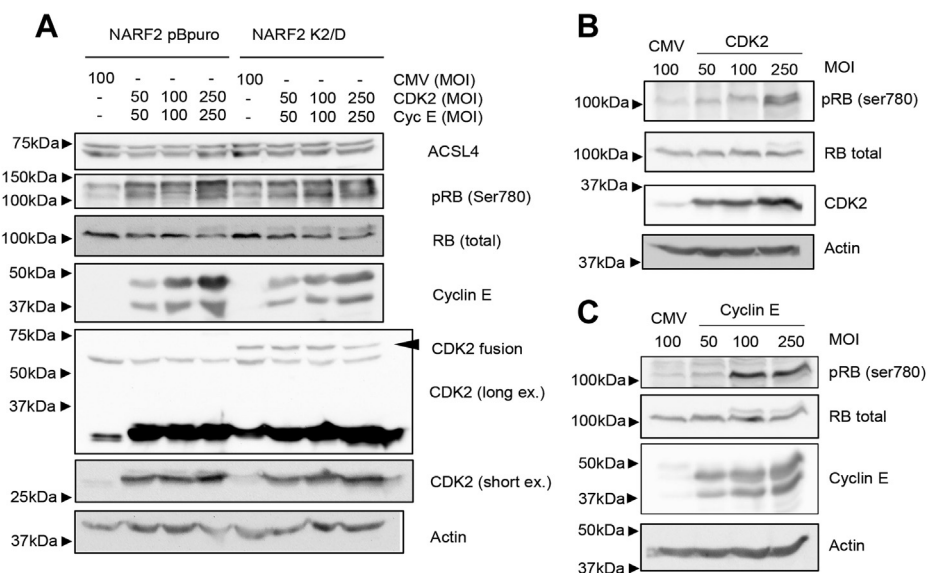 A
NARF2 pBpuro NARF2 K2/D
100 - - - 100 - - - CMV (MOI)
- 50 100 250 - 50 100 250 CDK2 (MOI)
- 50 100 250 - 50 100 250 Cyc E (MOI)
75kDa ACSL4
150kDa
100kDa pRB (Ser780)
100kDa RB (total)
50kDa
37kDa Cyclin E
75kDa
CDK2 fusion
50kDa
CDK2 (long ex.)
37kDa
CDK2 (short ex.)
25kDa
37kDa Actin
B
CMV CDK2
100 50 100 250 MOI
100kDa pRB (ser780)
100kDa RB total
37kDa
CDK2
37kDa Actin
C
CMV Cyclin E
100 50 100 250 MOI
100kDa pRB (ser780)
100kDa RB total
50kDa
Cyclin E
37kDa
50kDa
Actin
37kDa